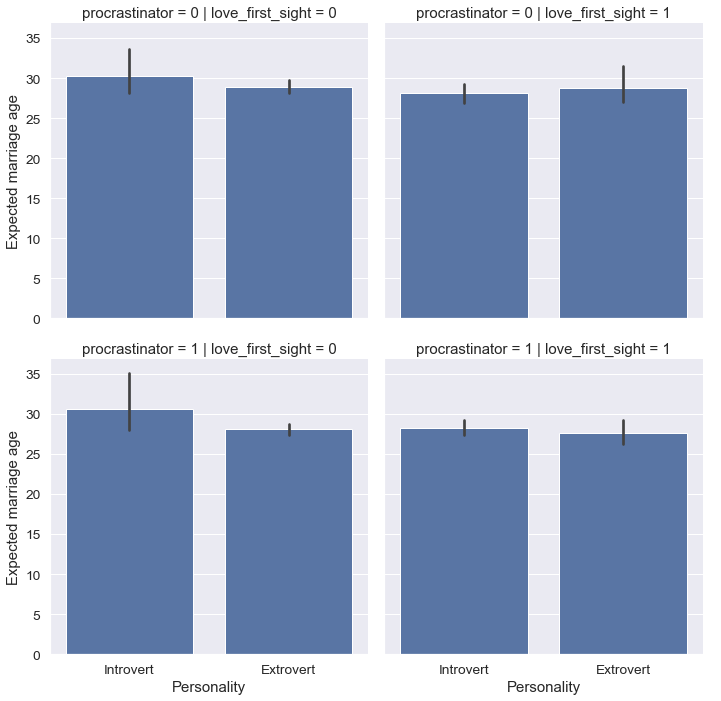 procrastinator = 0 | love_first_sight = 0
procrastinator = 0 | love_first_sight = 1
Expected marriage age
35
30
25
20
15
10
5
0
procrastinator = 1 | love_first_sight = 0
procrastinator = 1 | love_first_sight = 1
Expected marriage age
35
30
25
20
15
10
5
0
Introvert
Extrovert
Introvert
Extrovert
Personality
Personality